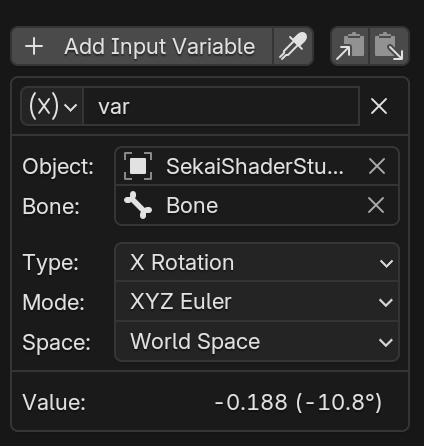 + Add Input Variable
(x) var
Object: SekaiShaderStu...
Bone: Bone
Type: X Rotation
Mode: XYZ Euler
Space: World Space
Value: -0.188 (-10.8°)